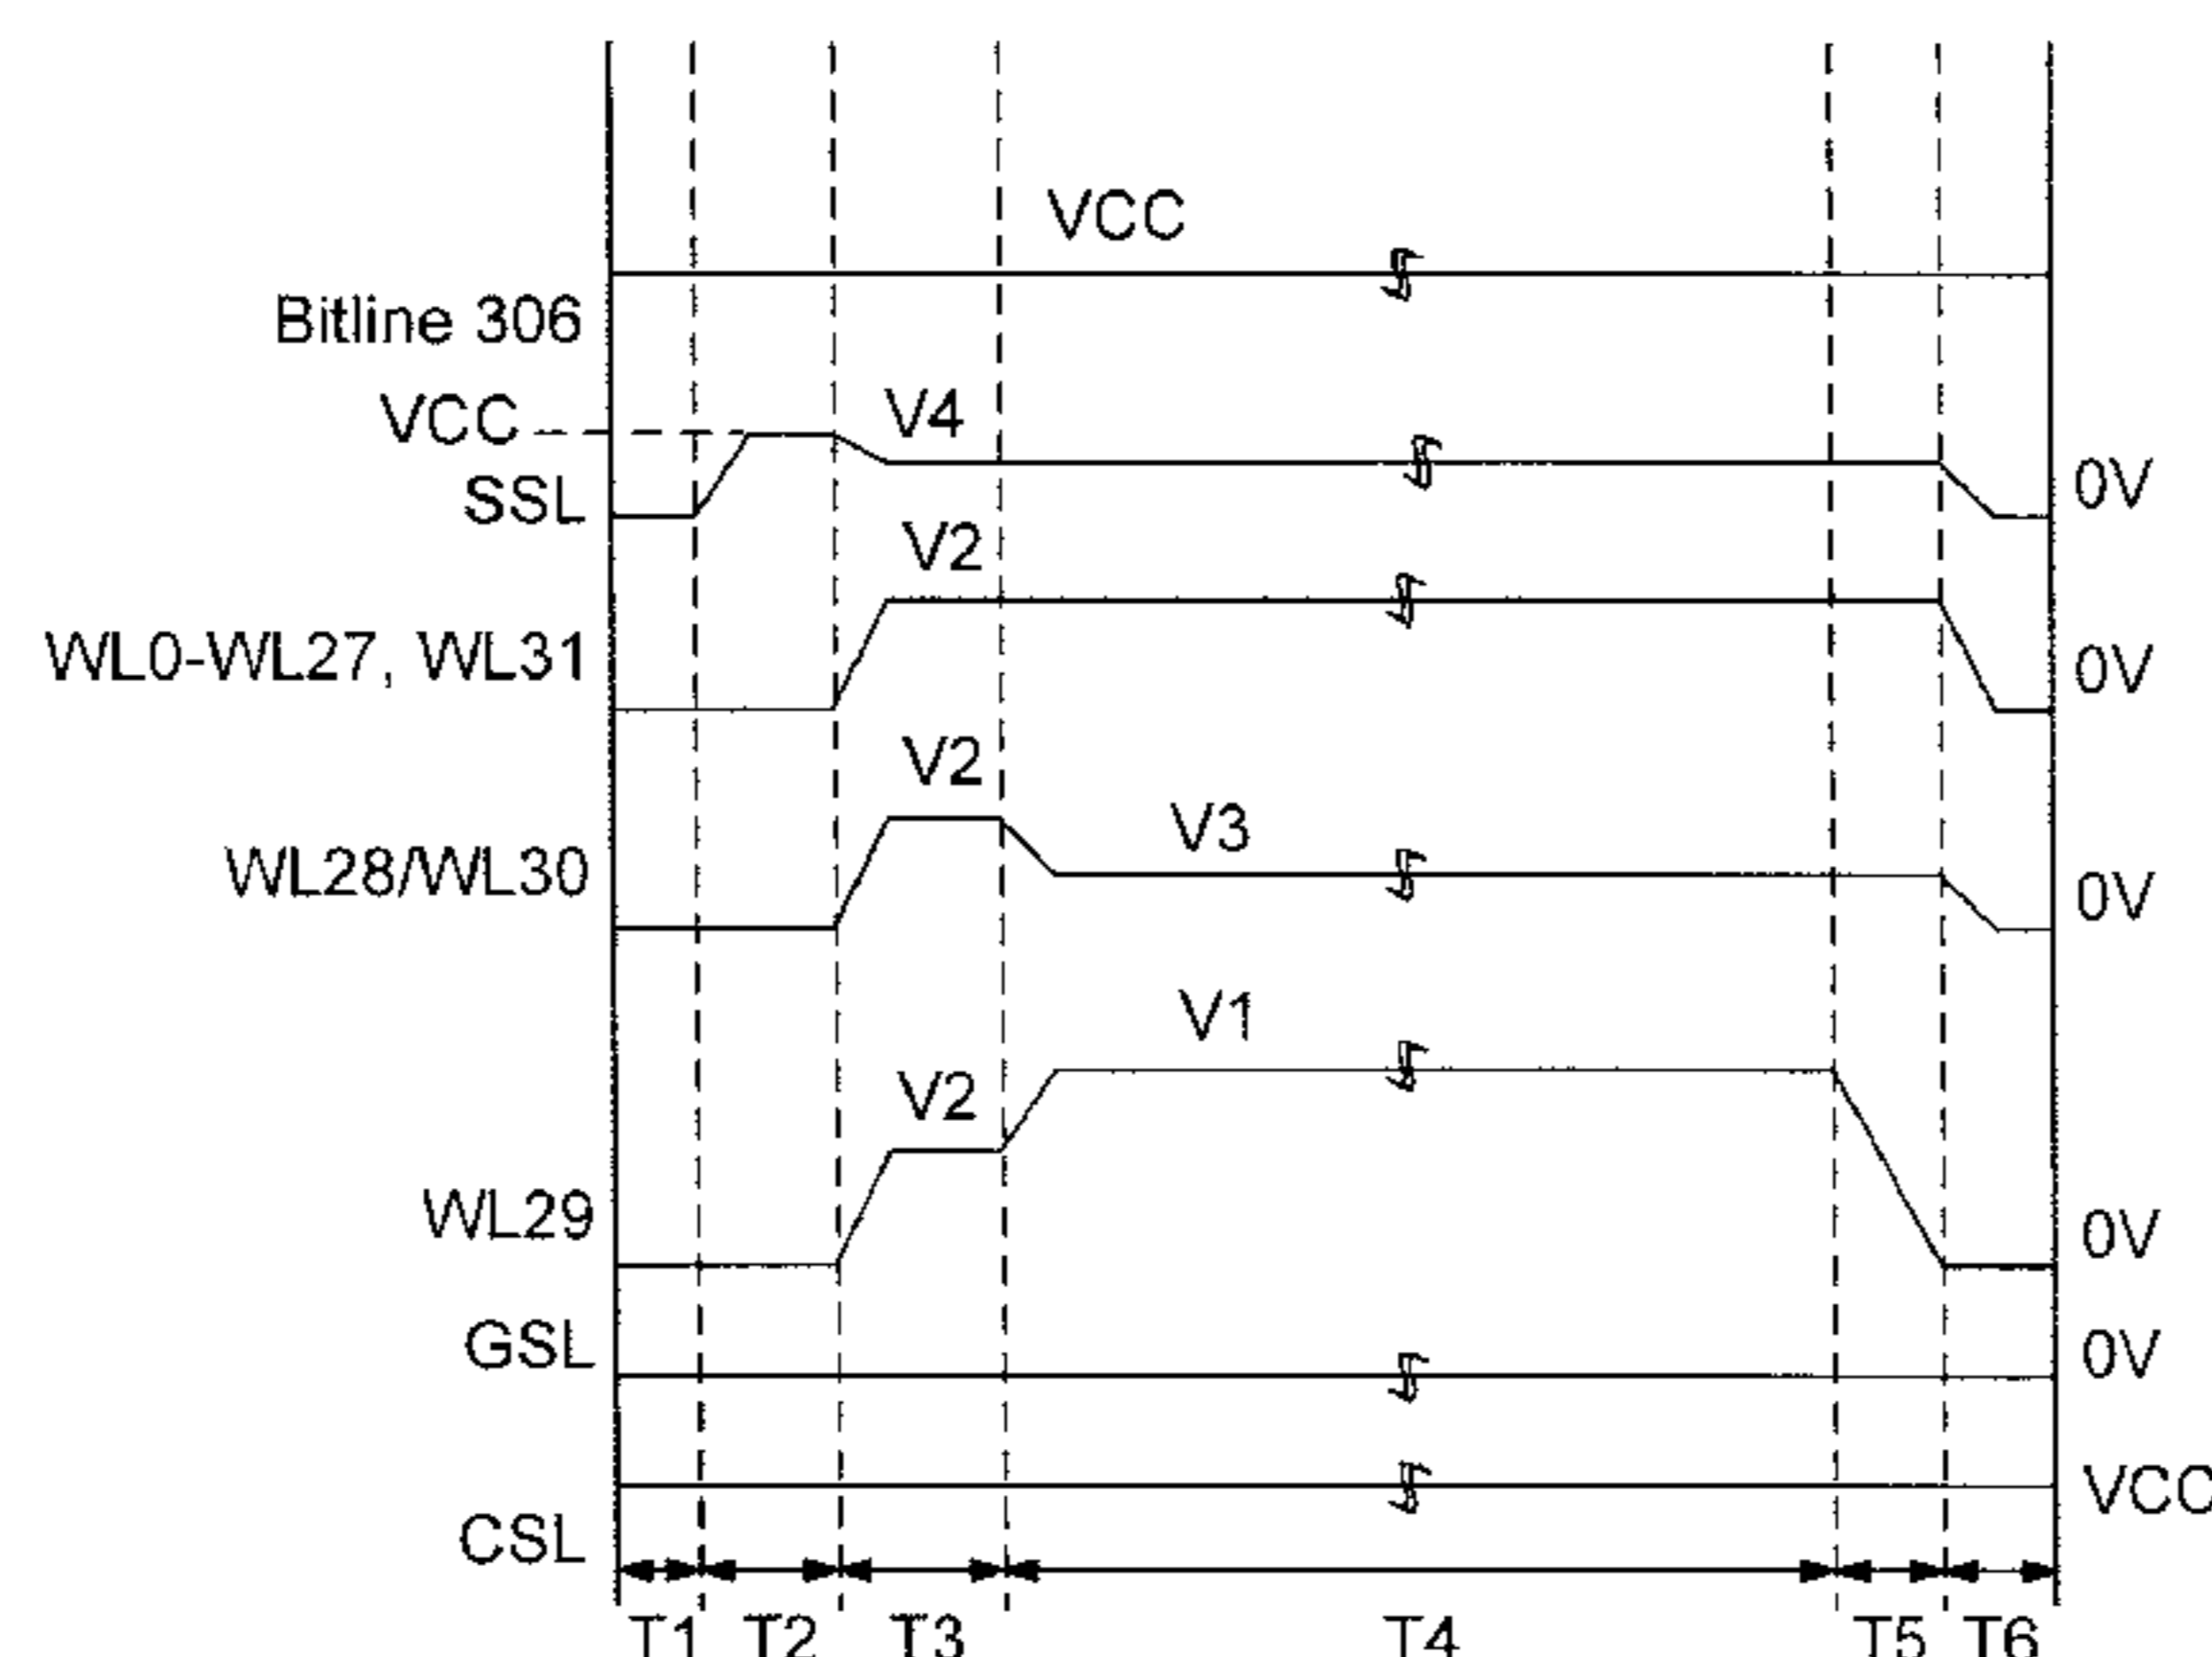 VCC
Bitline 306
VCC
V4
SSL
0V
V2
WL0-WL27, WL31
0V
V2
V3
WL28/WL30
0V
V1
V2
WL29
0V
GSL
0V
VCC
CSL
T1 T2 T3 T4 T5 T6